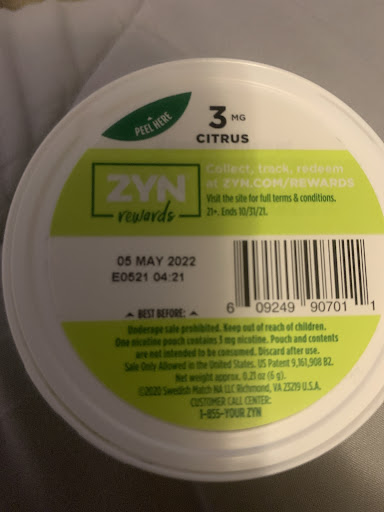 PEEL HERE
3 MG
CITRUS
ZYN
rewards
Collect, track, redeem
at ZYN.COM/REWARDS
Visit the site for full terms & conditions.
21+. Ends 10/31/21.
05 MAY 2022
E0521 04:21
BEST BEFORE:
6 09249 90701 1
Underage sale prohibited. Keep out of reach of children.
One nicotine pouch contains 3 mg nicotine. Pouch and contents
are not intended to be consumed. Discard after use.
Sale Only Allowed in the United States. US Patent 9,161,908 B2.
Net weight approx. 0.21 oz (6 g).
©2020 Swedish Match NA LLC Richmond, VA 23219 U.S.A.
CUSTOMER CALL CENTER:
1-855-YOUR ZYN